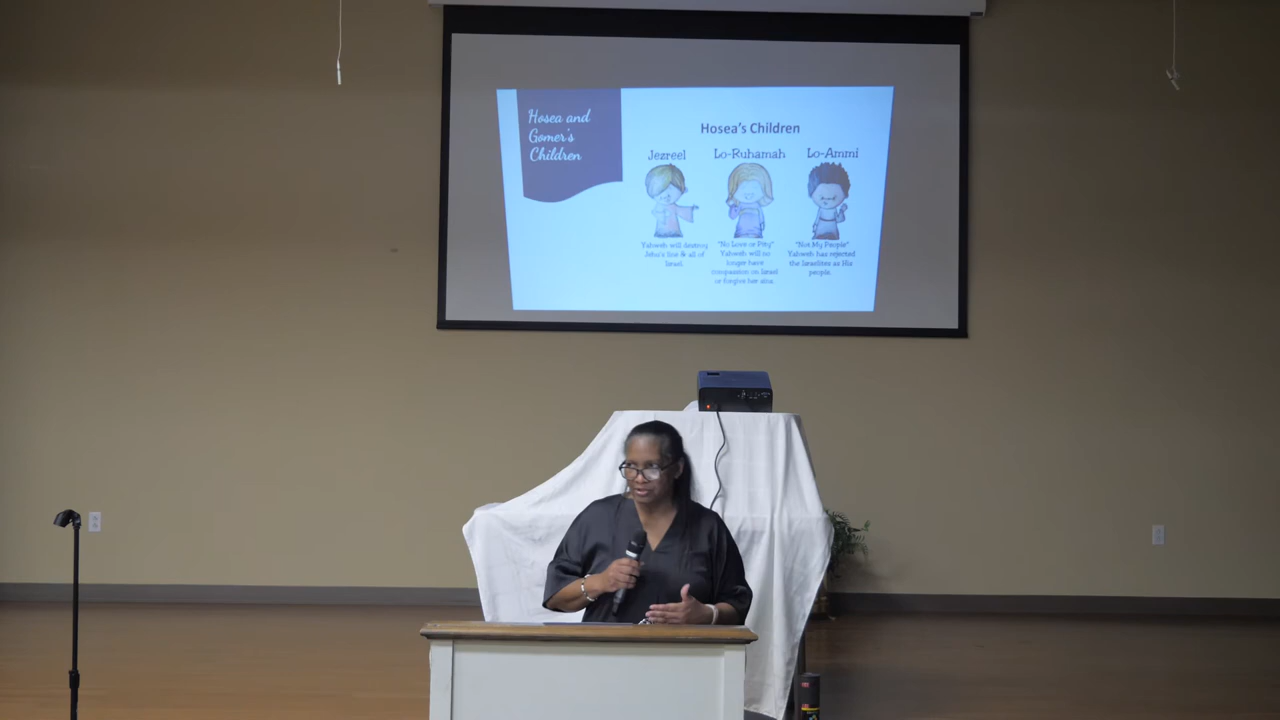 Hosea and
Gomer's
Children
Hosea's Children
Jezreel
Yahweh will destroy
Jehu's line & all of
Israel.
Lo-Ruhamah
"No Love or Pity"
Yahweh will no
longer have
compassion on Israel
or forgive her sins.
Lo-Ammi
"Not My People"
Yahweh has rejected
the Israelites as His
people.